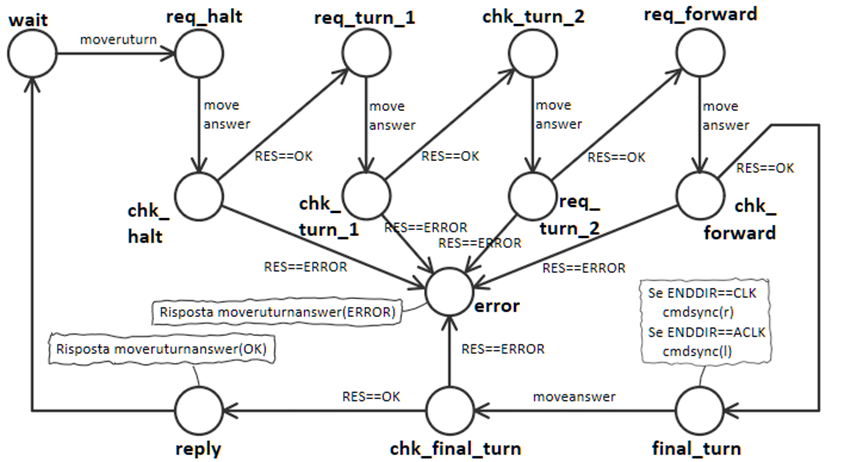 wait
req_halt
req_turn_1
chk_turn_2
req_forward
moveruturn
move
answer
move
answer
move
answer
move
answer
RES==OK
RES==OK
RES==OK
RES==OK
chk_
halt
chk_
turn_1
req_
turn_2
chk_
forward
RES==ERROR
RES==ERROR
RES==ERROR
RES==ERROR
error
Risposta moveruturnanswer(ERROR)
Se ENDDIR==CLK
cmdsync(r)
Se ENDDIR==ACLK
cmdsync(l)
Risposta moveruturnanswer(OK)
RES==ERROR
RES==OK
moveanswer
reply
chk_final_turn
final_turn